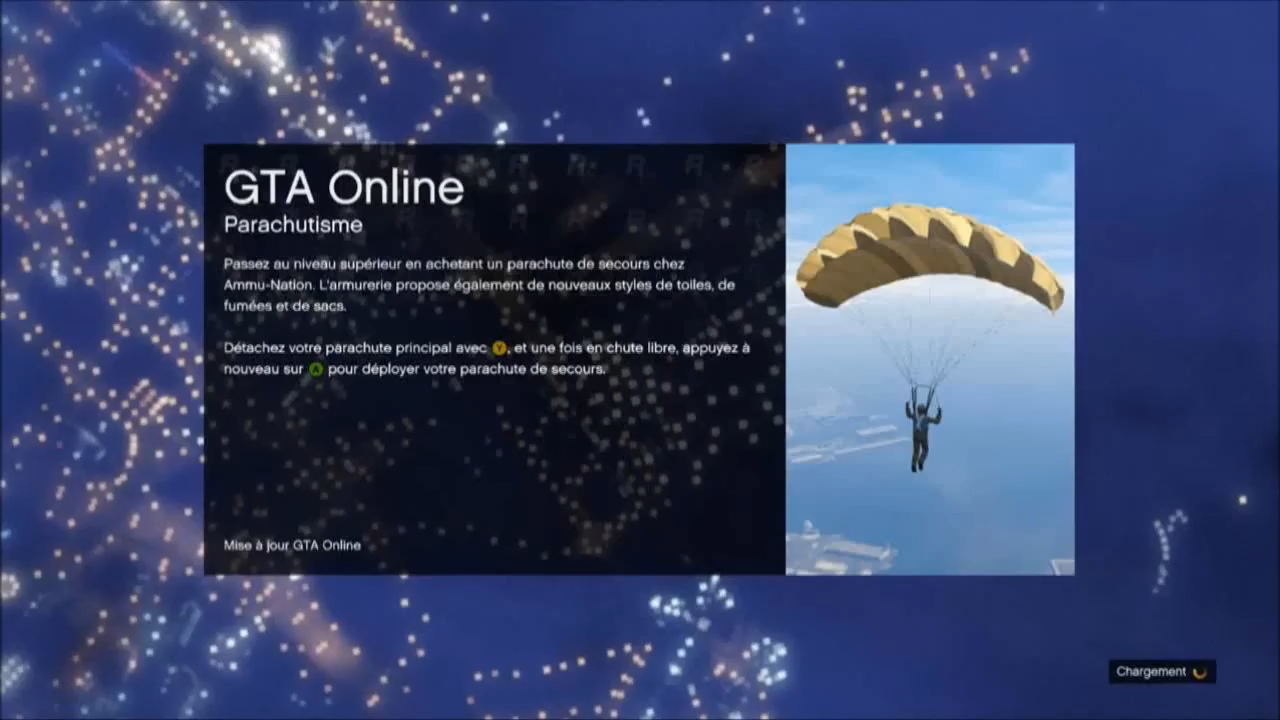 GTA Online
Parachutisme
Passez au niveau supérieur en achetant un parachute de secours chez
Ammu-Nation. L'armurerie propose également de nouveaux styles de toiles, de
fumées et de sacs.
Détachez votre parachute principal avec Y, et une fois en chute libre, appuyez à
nouveau sur A pour déployer votre parachute de secours.
Mise à jour GTA Online
Chargement